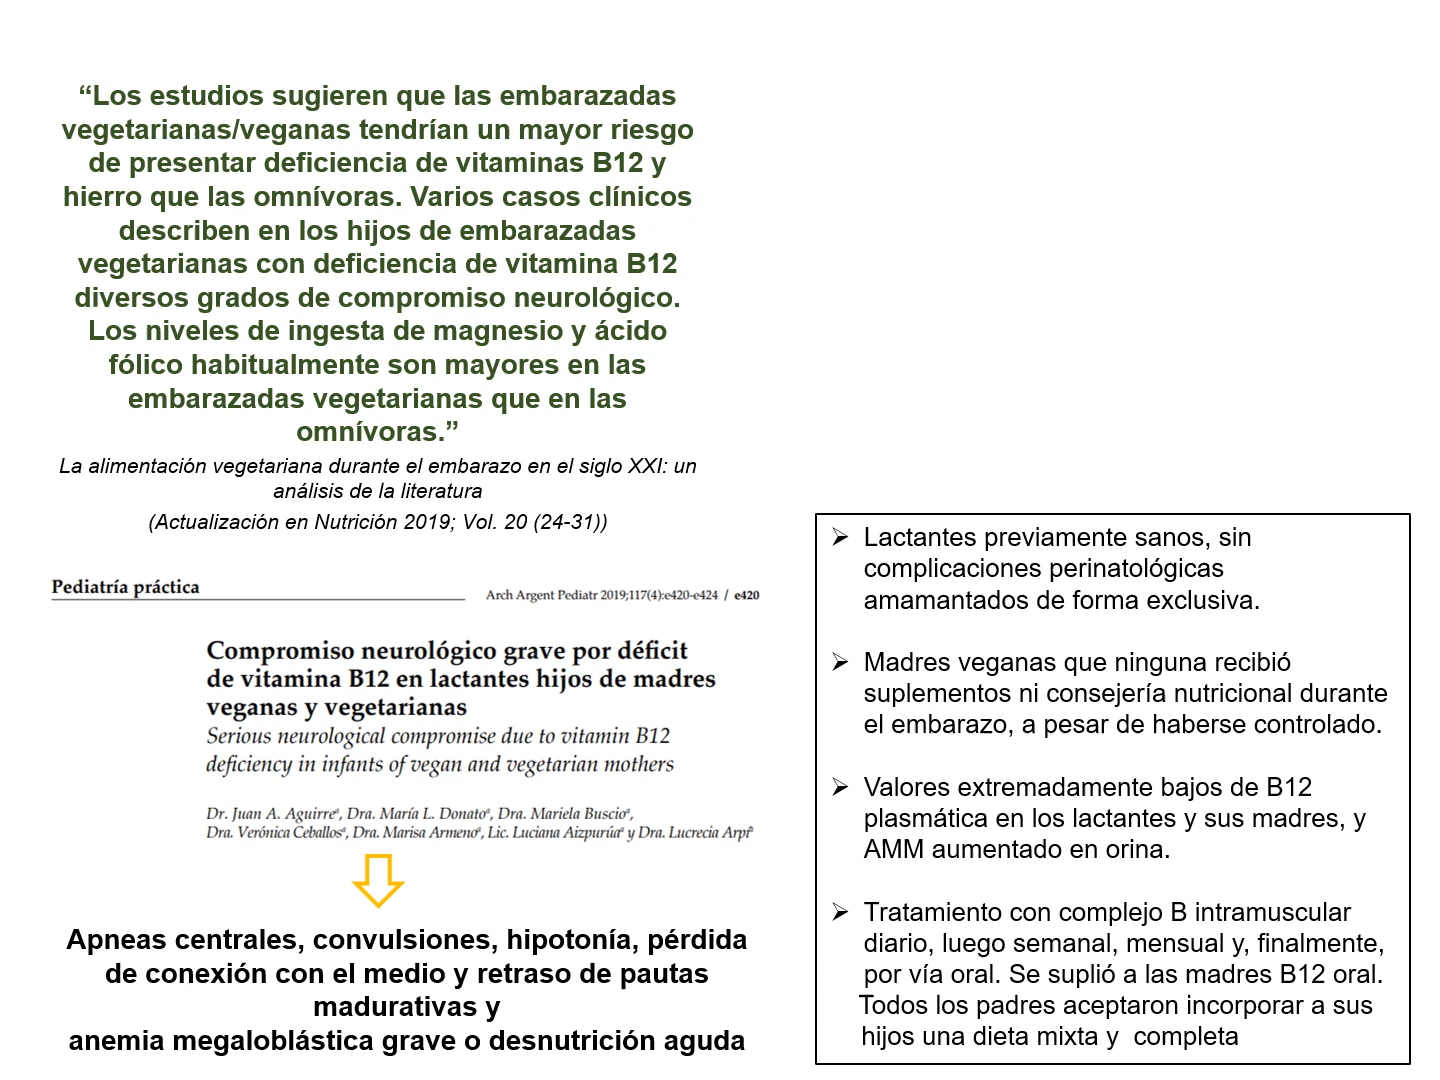 “Los estudios sugieren que las embarazadas
vegetarianas/veganas tendrían un mayor riesgo
de presentar deficiencia de vitaminas B12 y
hierro que las omnívoras. Varios casos clínicos
describen en los hijos de embarazadas
vegetarianas con deficiencia de vitamina B12
diversos grados de compromiso neurológico.
Los niveles de ingesta de magnesio y ácido
fólico habitualmente son mayores en las
embarazadas vegetarianas que en las
omnívoras.”
La alimentación vegetariana durante el embarazo en el siglo XXI: un
análisis de la literatura
(Actualización en Nutrición 2019; Vol. 20 (24-31))
Pediatría práctica
Arch Argent Pediatr 2019;117(4):e420-e424 / e420
Compromiso neurológico grave por déficit
de vitamina B12 en lactantes hijos de madres
veganas y vegetarianas
Serious neurological compromise due to vitamin B12
deficiency in infants of vegan and vegetarian mothers
Dr. Juan A. Aguirreª, Dra. María L. Donatoª, Dra. Mariela Buscioª,
Dra. Verónica Ceballosª, Dra. Marisa Armenoª, Lic. Luciana Aizpurúaª y Dra. Lucrecia Arpíª
Apneas centrales, convulsiones, hipotonía, pérdida
de conexión con el medio y retraso de pautas
madurativas y
anemia megaloblástica grave o desnutrición aguda
➢ Lactantes previamente sanos, sin
complicaciones perinatológicas
amamantados de forma exclusiva.
➢ Madres veganas que ninguna recibió
suplementos ni consejería nutricional durante
el embarazo, a pesar de haberse controlado.
➢ Valores extremadamente bajos de B12
plasmática en los lactantes y sus madres, y
AMM aumentado en orina.
➢ Tratamiento con complejo B intramuscular
diario, luego semanal, mensual y, finalmente,
por vía oral. Se suplió a las madres B12 oral.
Todos los padres aceptaron incorporar a sus
hijos una dieta mixta y completa